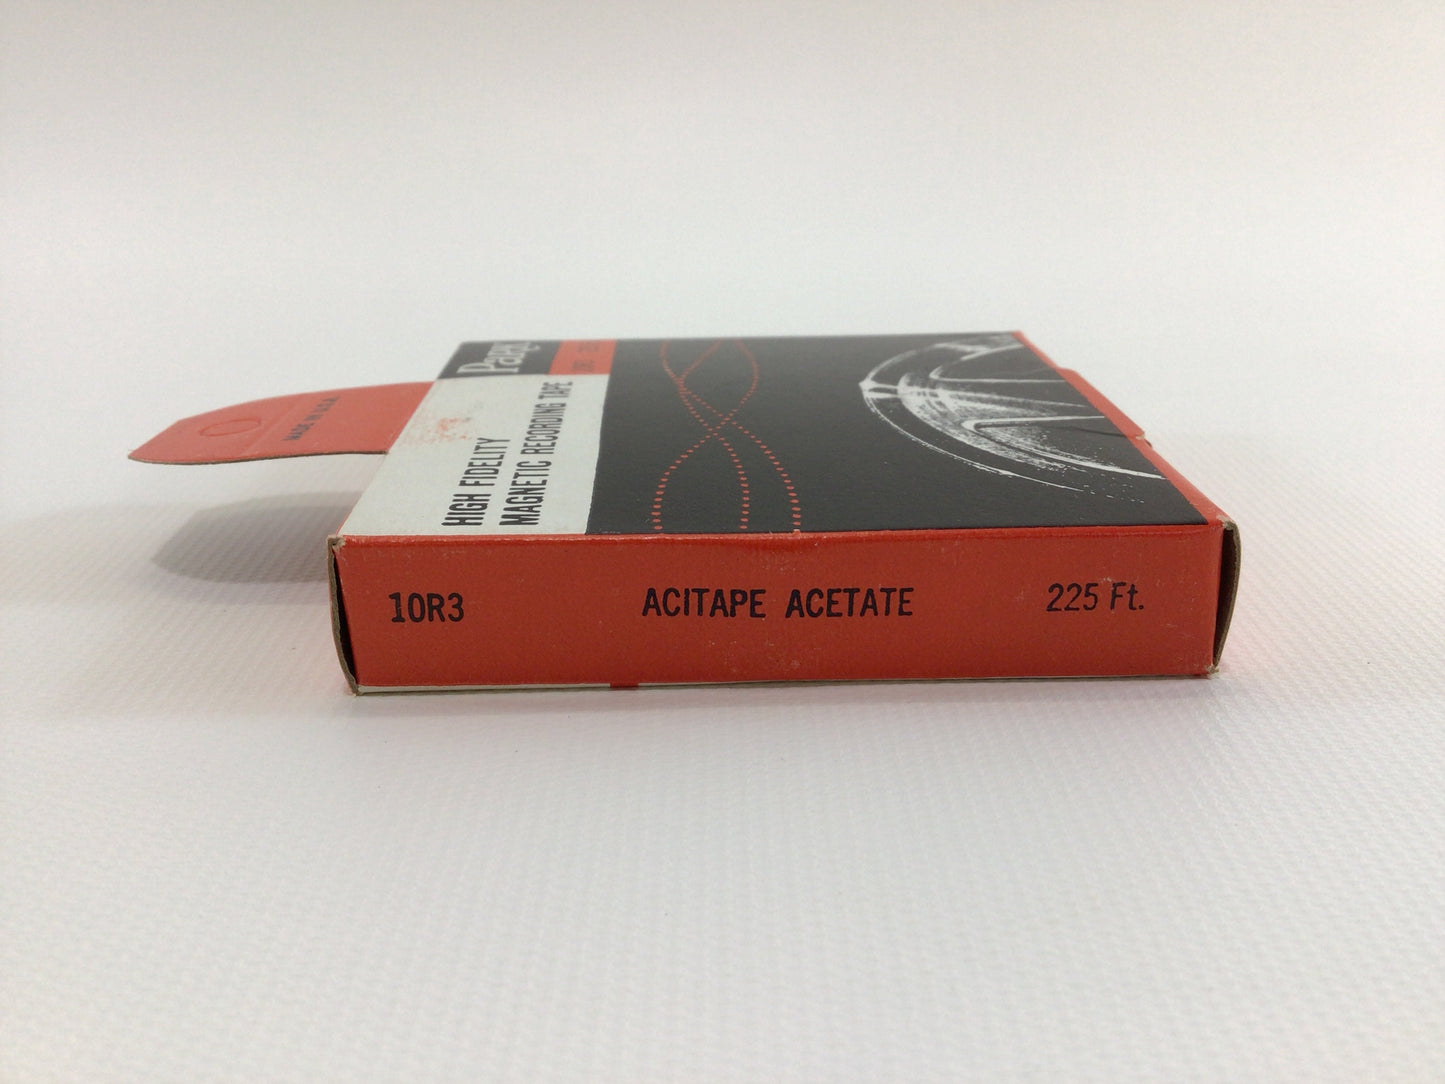 MADE IN U.S.A.
HIGH FIDELITY
MAGNETIC RECORDING TAPE
10R3 ACITAPE ACETATE 225 Ft.